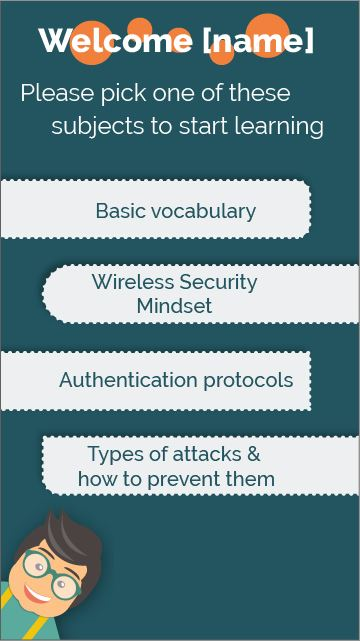 Welcome [name]
Please pick one of these
subjects to start learning
Basic vocabulary
Wireless Security
Mindset
Authentication protocols
Types of attacks &
how to prevent them